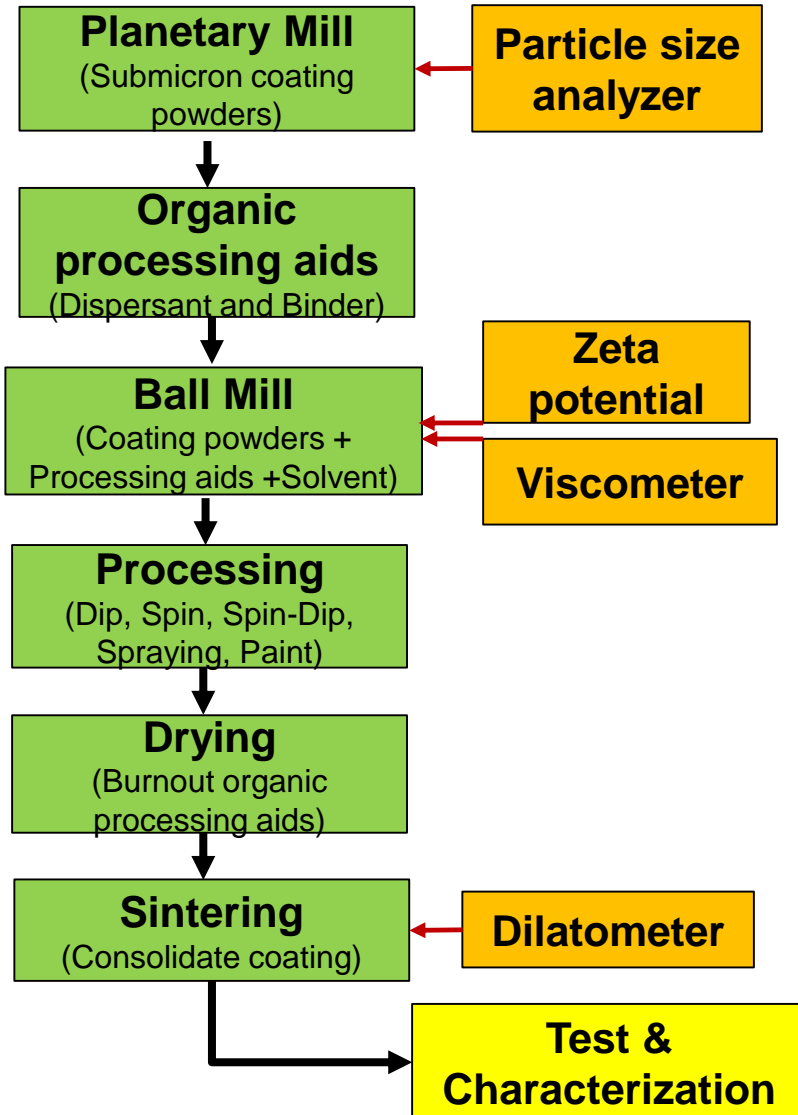 Planetary Mill
(Submicron coating
powders)
Particle size
analyzer
Organic
processing aids
(Dispersant and Binder)
Ball Mill
(Coating powders +
Processing aids +Solvent)
Zeta
potential
Viscometer
Processing
(Dip, Spin, Spin-Dip,
Spraying, Paint)
Drying
(Burnout organic
processing aids)
Sintering
(Consolidate coating)
Dilatometer
Test &
Characterization